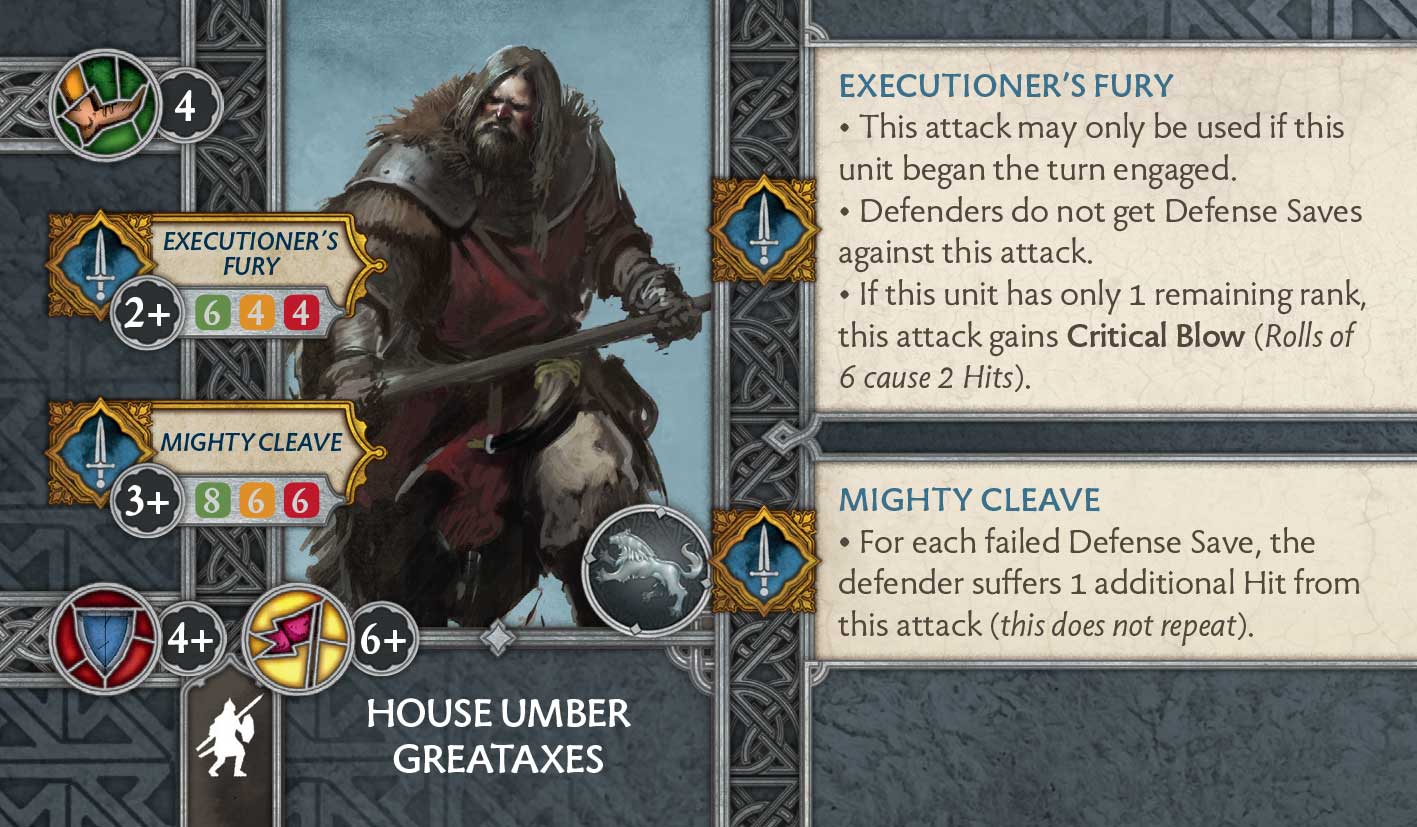 4
EXECUTIONER'S
FURY
2+ 6 4 4
MIGHTY CLEAVE
3+ 8 6 6
4+ 6+
HOUSE UMBER
GREATAXES
EXECUTIONER'S FURY
• This attack may only be used if this
unit began the turn engaged.
• Defenders do not get Defense Saves
against this attack.
• If this unit has only 1 remaining rank,
this attack gains Critical Blow (Rolls of
6 cause 2 Hits).
MIGHTY CLEAVE
• For each failed Defense Save, the
defender suffers 1 additional Hit from
this attack (this does not repeat).